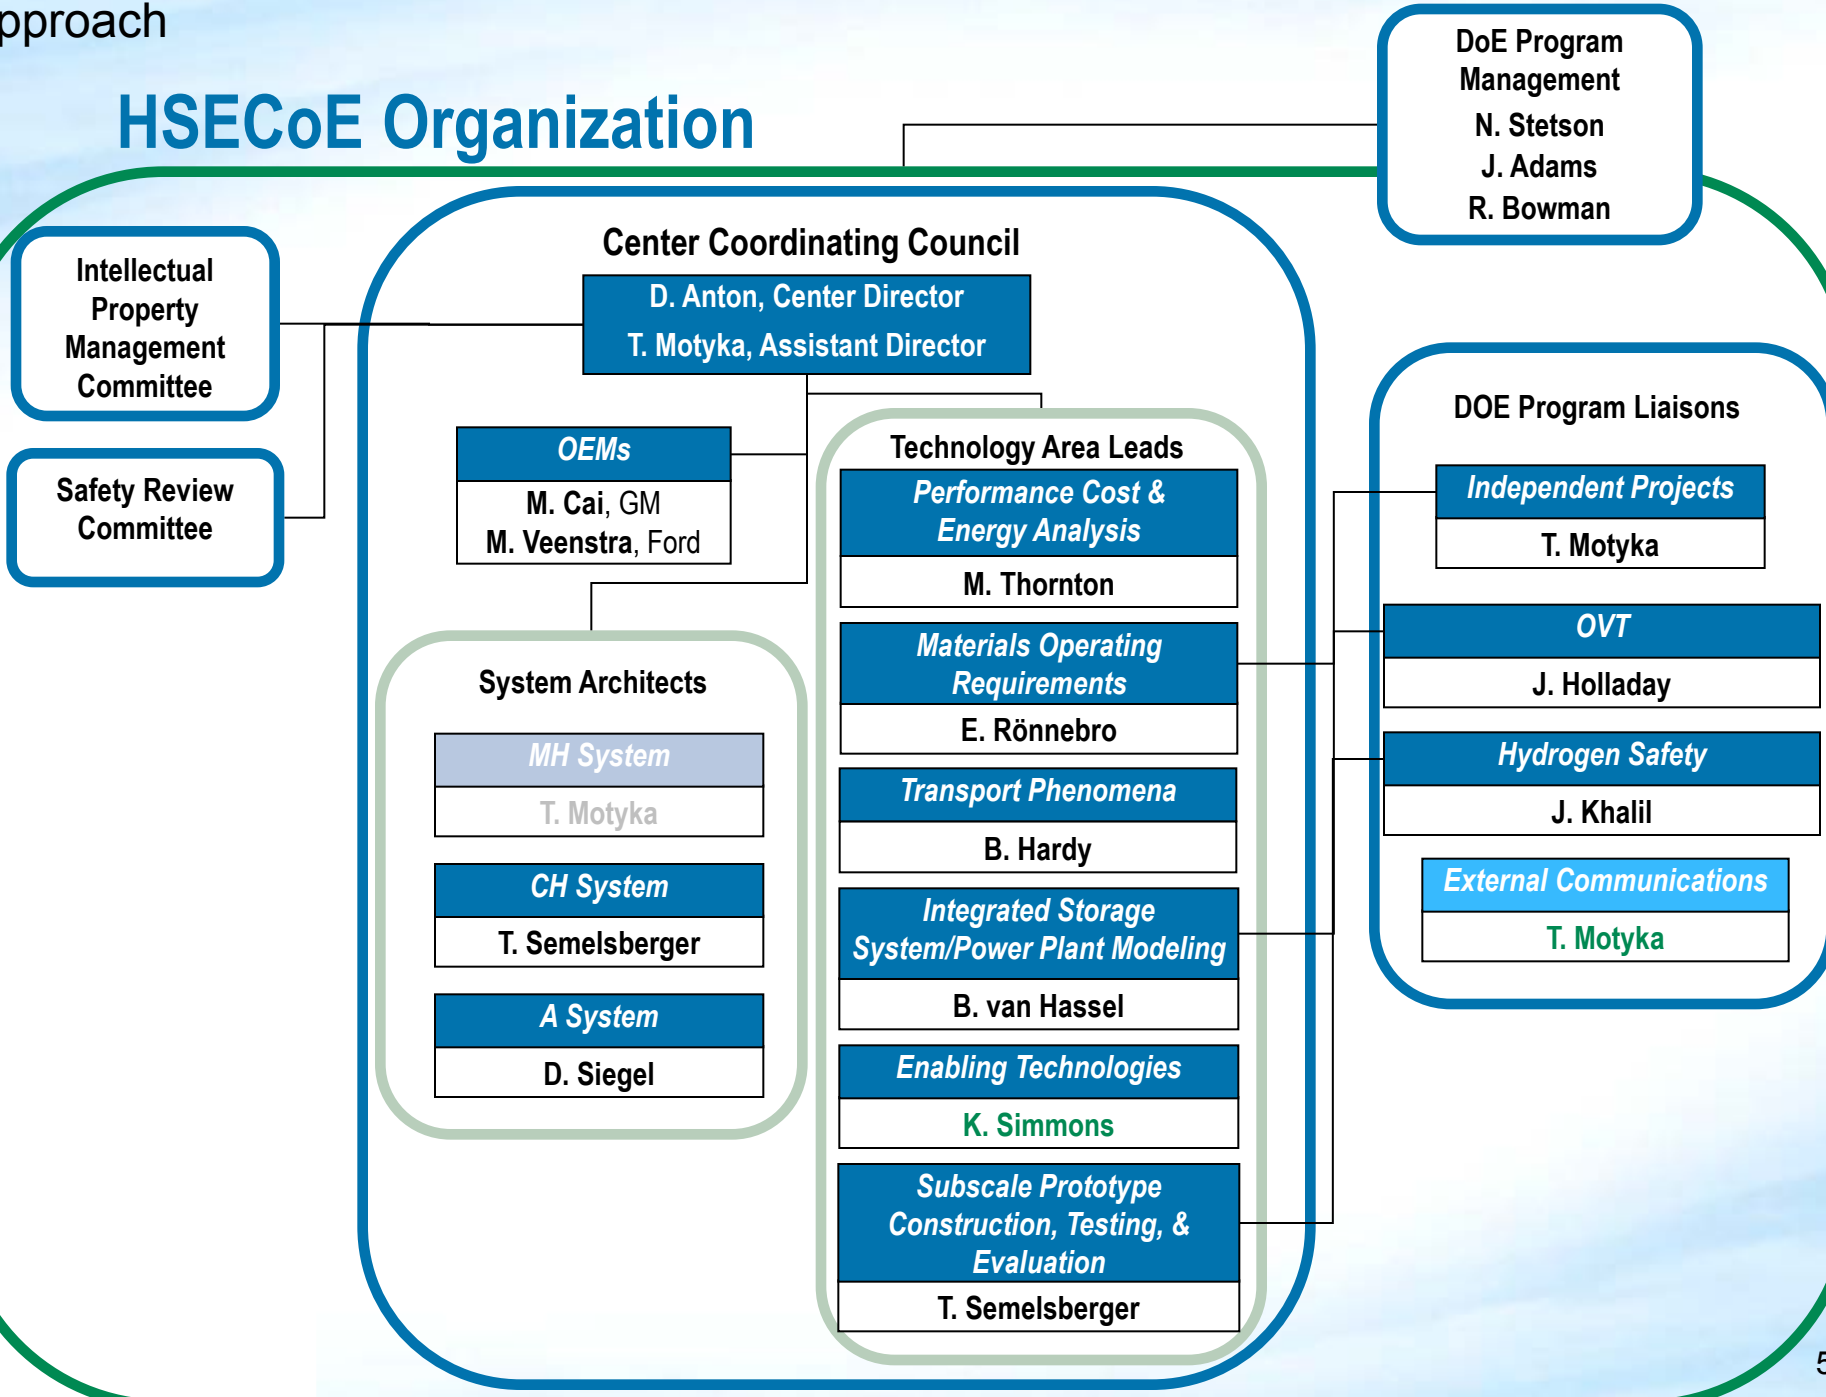 pproach
HSECoE Organization
DoE Program
Management
N. Stetson
J. Adams
R. Bowman
Intellectual
Property
Management
Committee
Safety Review
Committee
Center Coordinating Council
D. Anton, Center Director
T. Motyka, Assistant Director
OEMs
M. Cai, GM
M. Veenstra, Ford
System Architects
MH System
T. Motyka
CH System
T. Semelsberger
A System
D. Siegel
Technology Area Leads
Performance Cost &
Energy Analysis
M. Thornton
Materials Operating
Requirements
E. Rönnebro
Transport Phenomena
B. Hardy
Integrated Storage
System/Power Plant Modeling
B. van Hassel
Enabling Technologies
K. Simmons
Subscale Prototype
Construction, Testing, &
Evaluation
T. Semelsberger
DOE Program Liaisons
Independent Projects
T. Motyka
OVT
J. Holladay
Hydrogen Safety
J. Khalil
External Communications
T. Motyka
5